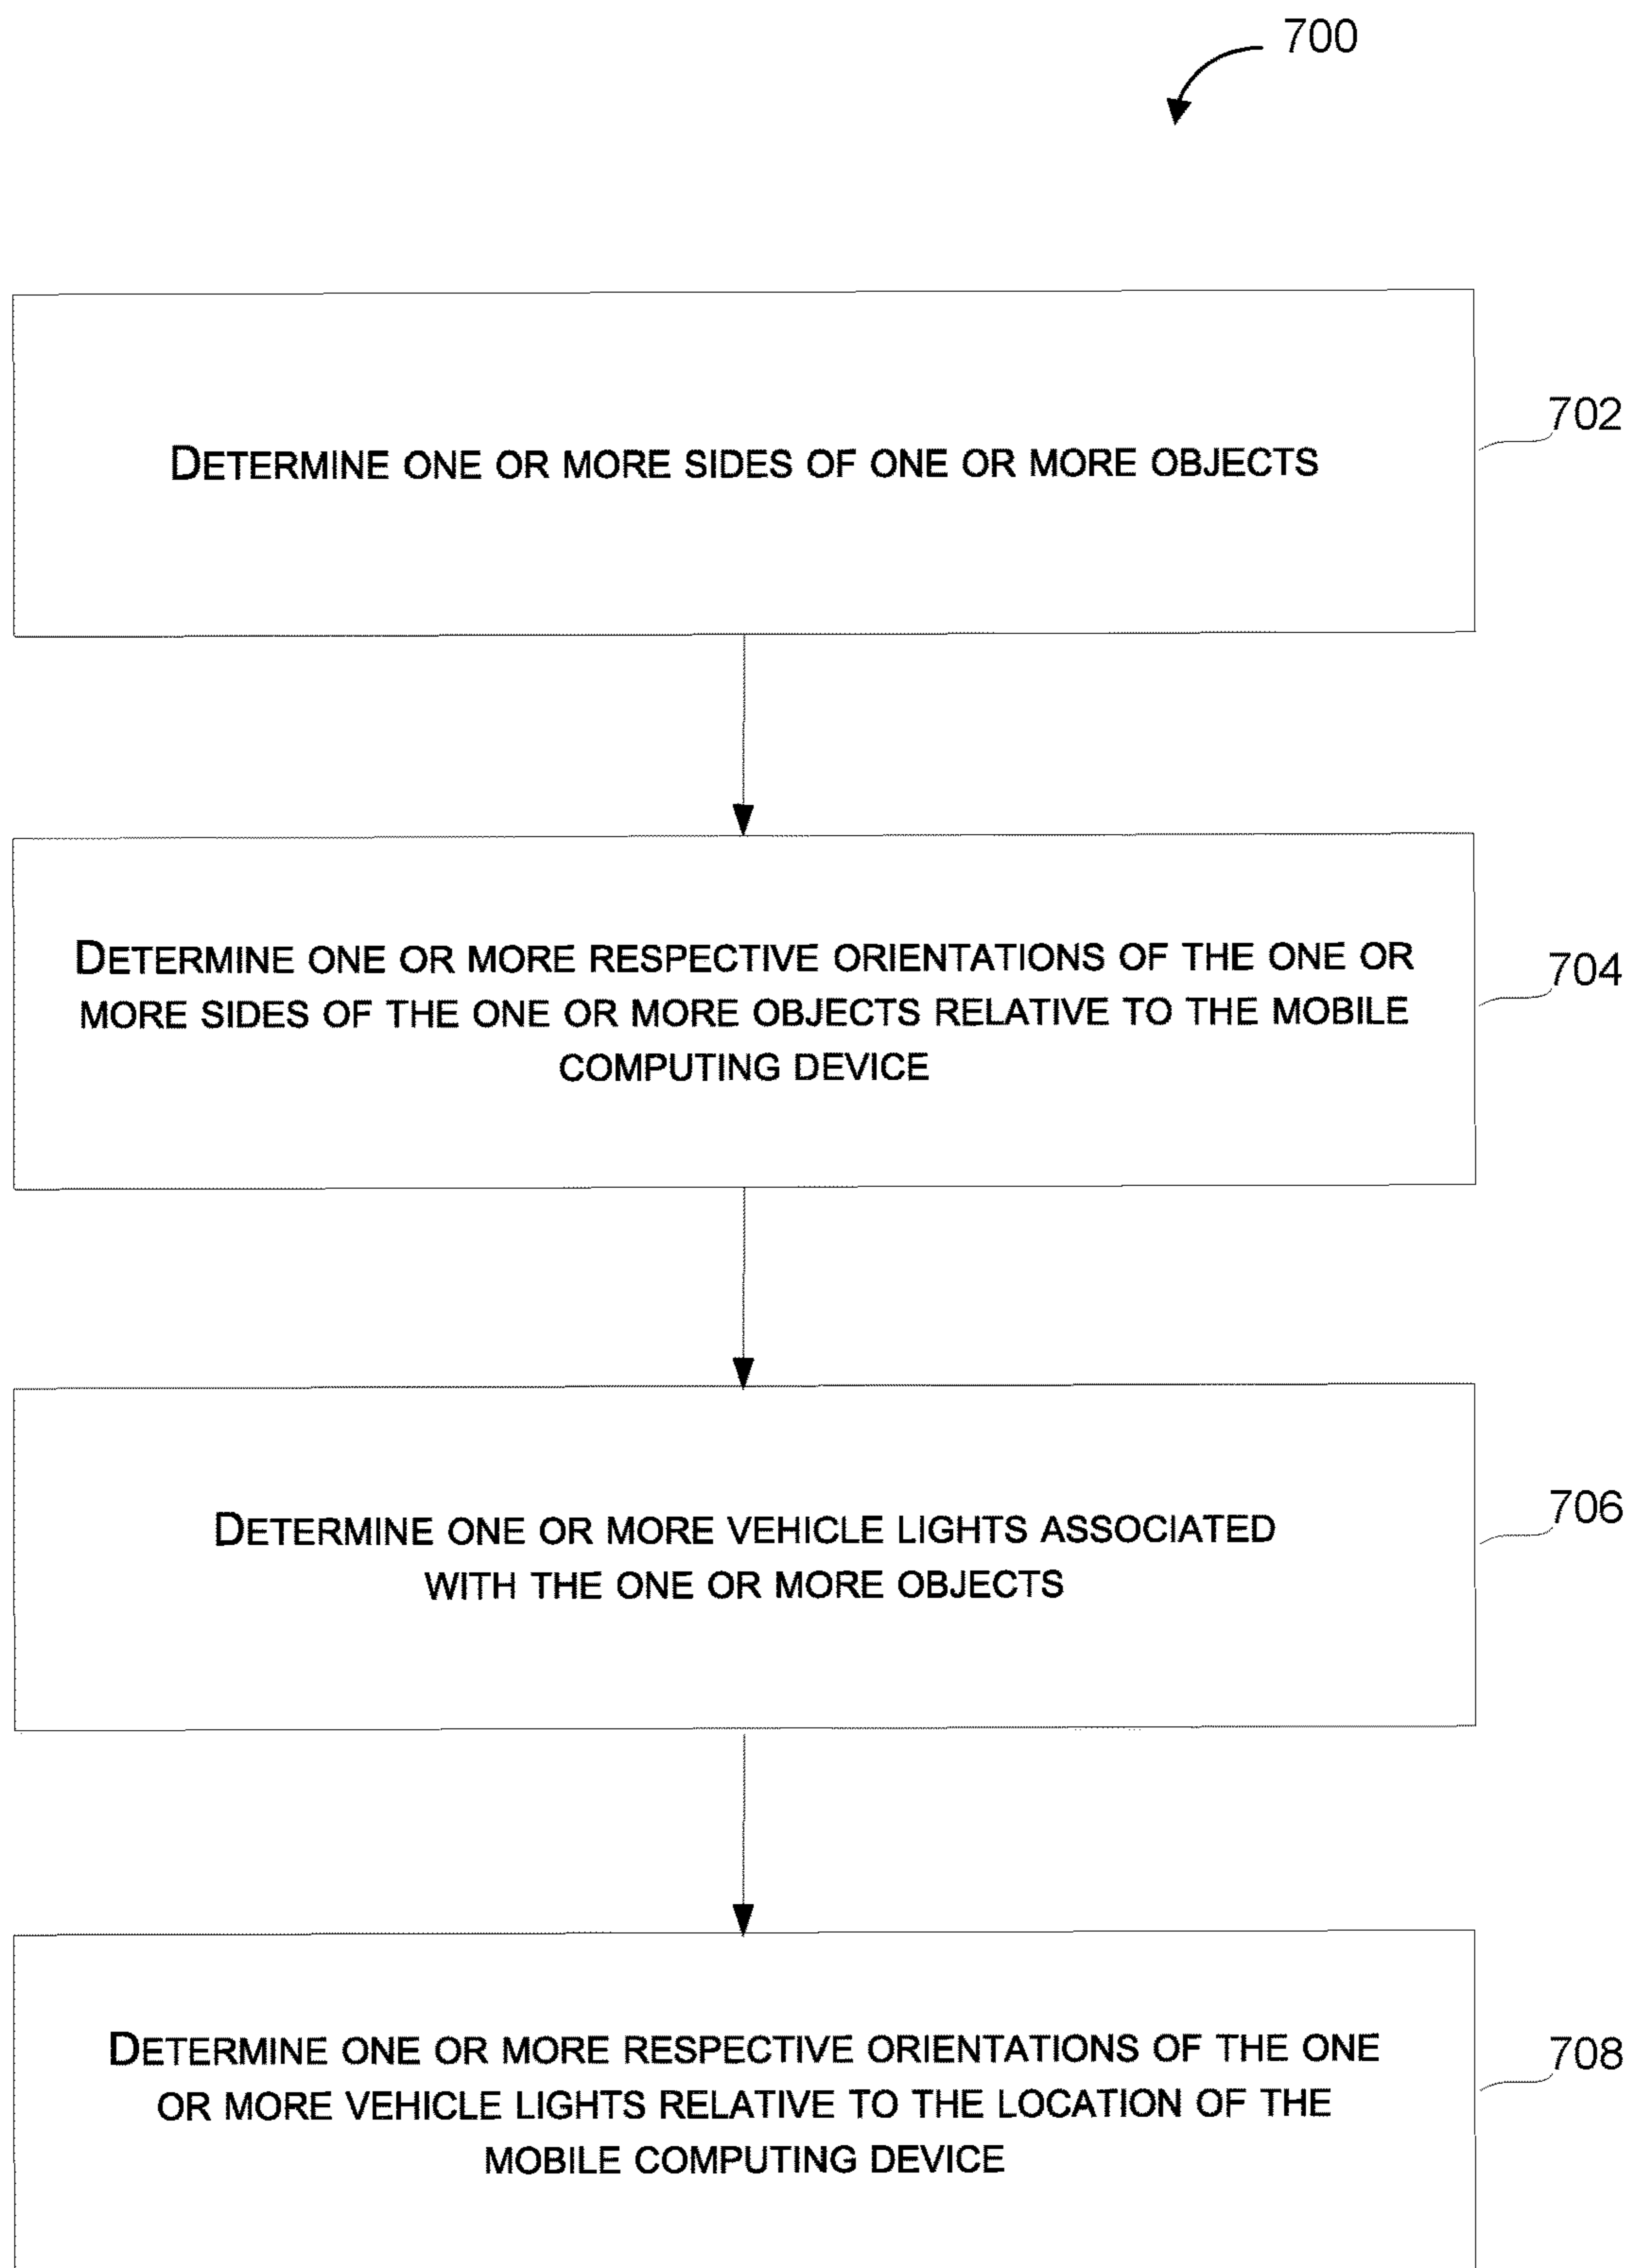 700
DETERMINE ONE OR MORE SIDES OF ONE OR MORE OBJECTS
702
DETERMINE ONE OR MORE RESPECTIVE ORIENTATIONS OF THE ONE OR
MORE SIDES OF THE ONE OR MORE OBJECTS RELATIVE TO THE MOBILE
COMPUTING DEVICE
704
DETERMINE ONE OR MORE VEHICLE LIGHTS ASSOCIATED
WITH THE ONE OR MORE OBJECTS
706
DETERMINE ONE OR MORE RESPECTIVE ORIENTATIONS OF THE ONE
OR MORE VEHICLE LIGHTS RELATIVE TO THE LOCATION OF THE
MOBILE COMPUTING DEVICE
708